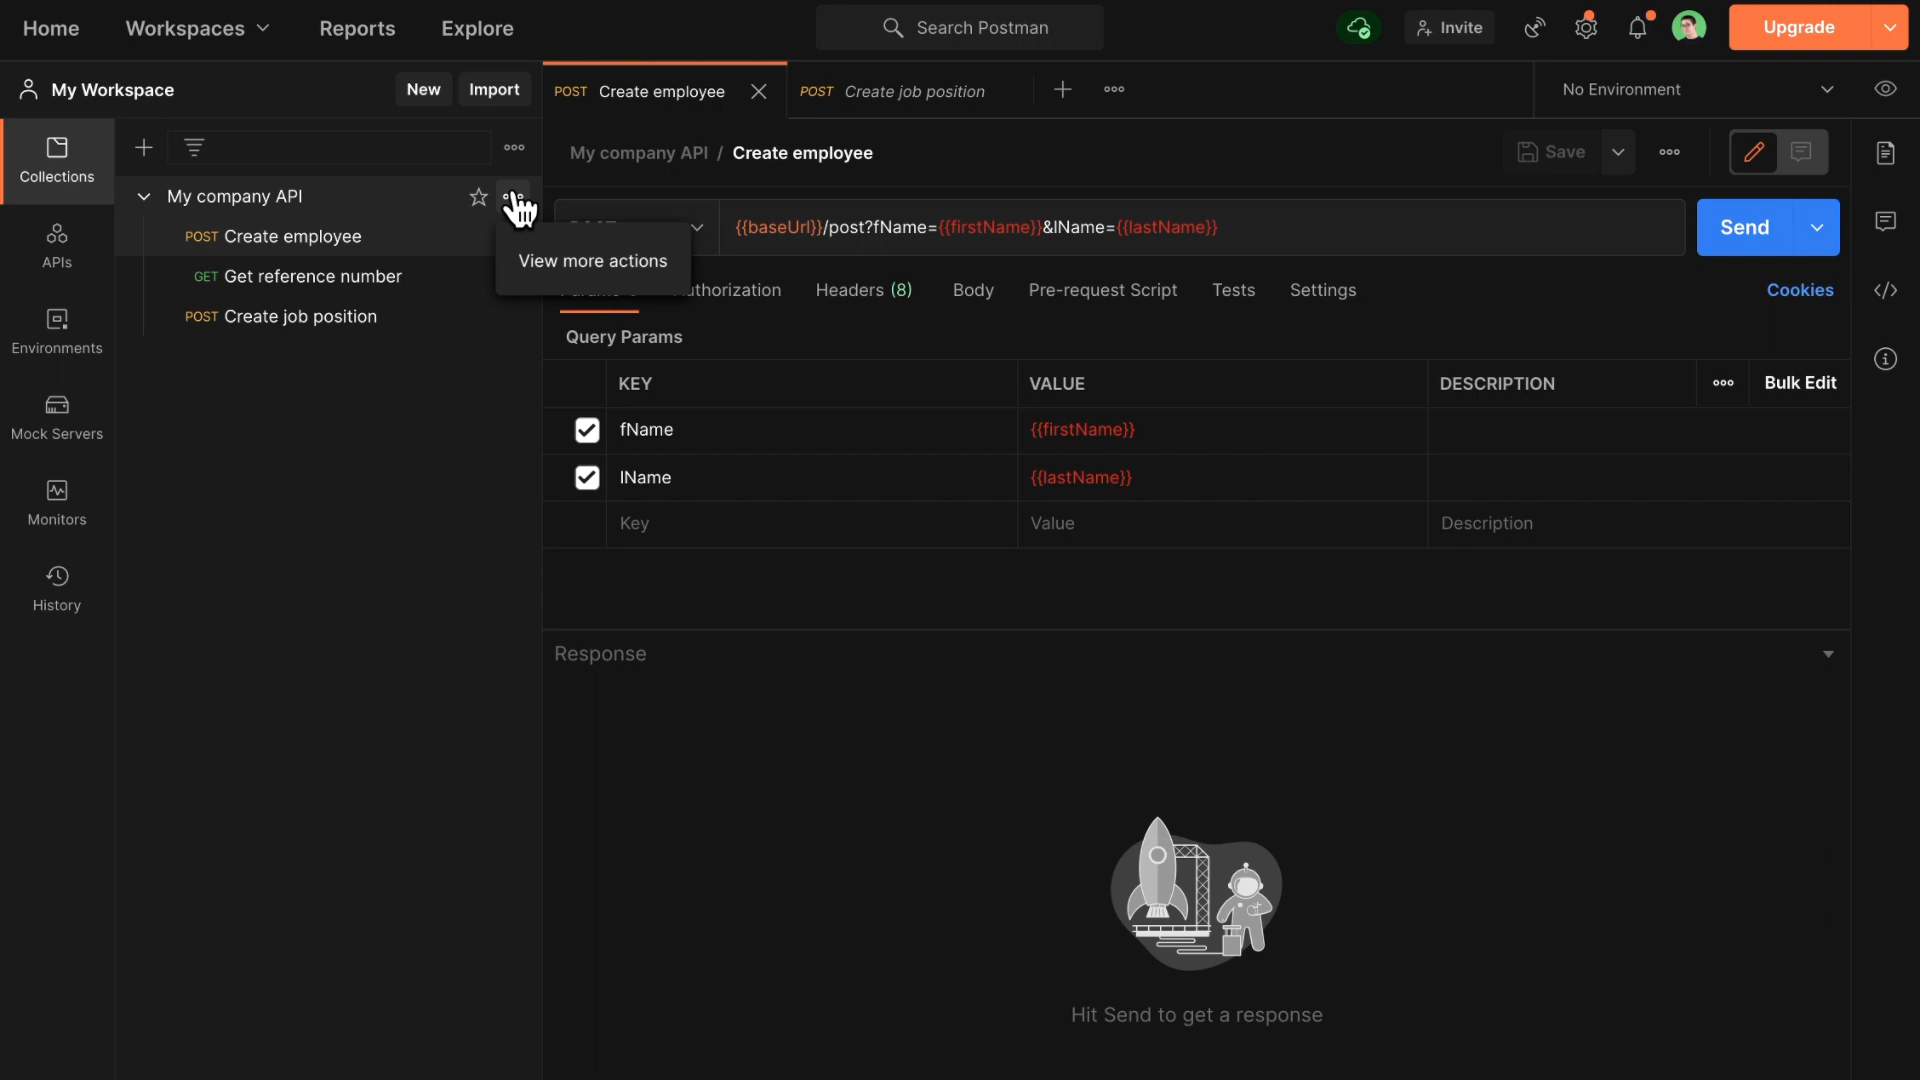 Home
Workspaces
Reports
Explore
Search Postman
Invite
Upgrade
My Workspace
New
Import
POST Create employee
POST Create job position
No Environment
Collections
My company API / Create employee
Save
My company API
POST Create employee
GET Get reference number
POST Create job position
View more actions
{{baseUrl}}/post?fName={{firstName}}&lName={{lastName}}
Send
Headers (8)
Body
Pre-request Script
Tests
Settings
Cookies
APIs
Environments
Mock Servers
Monitors
History
Query Params
KEY
VALUE
DESCRIPTION
Bulk Edit
fName
{{firstName}}
lName
{{lastName}}
Key
Value
Description
Response
Hit Send to get a response